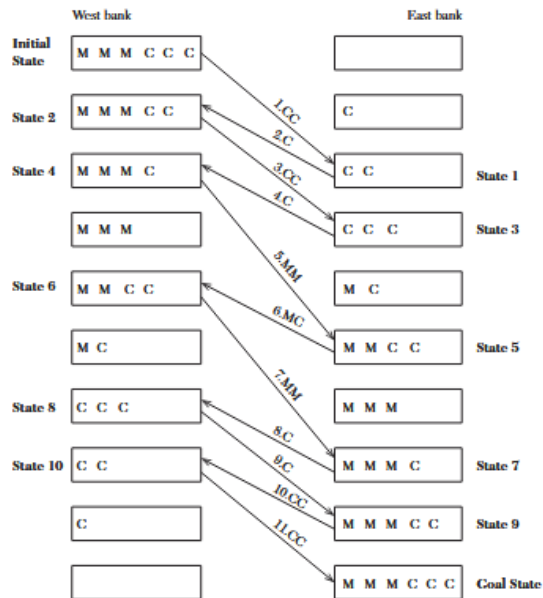 West bank East bank
Initial State M M M C C C
1.CC
State 2 M M M C C C
2.C
3.CC
State 4 M M M C C C State 1
4.C
M M M C C C State 3
5.MM
State 6 M M C C M C
6.MC
M C M M C C State 5
7.MM
State 8 C C C M M M
8.C
9.C
State 10 C C M M M C State 7
10.CC
C M M M C C State 9
11.CC
M M M C C C Goal State